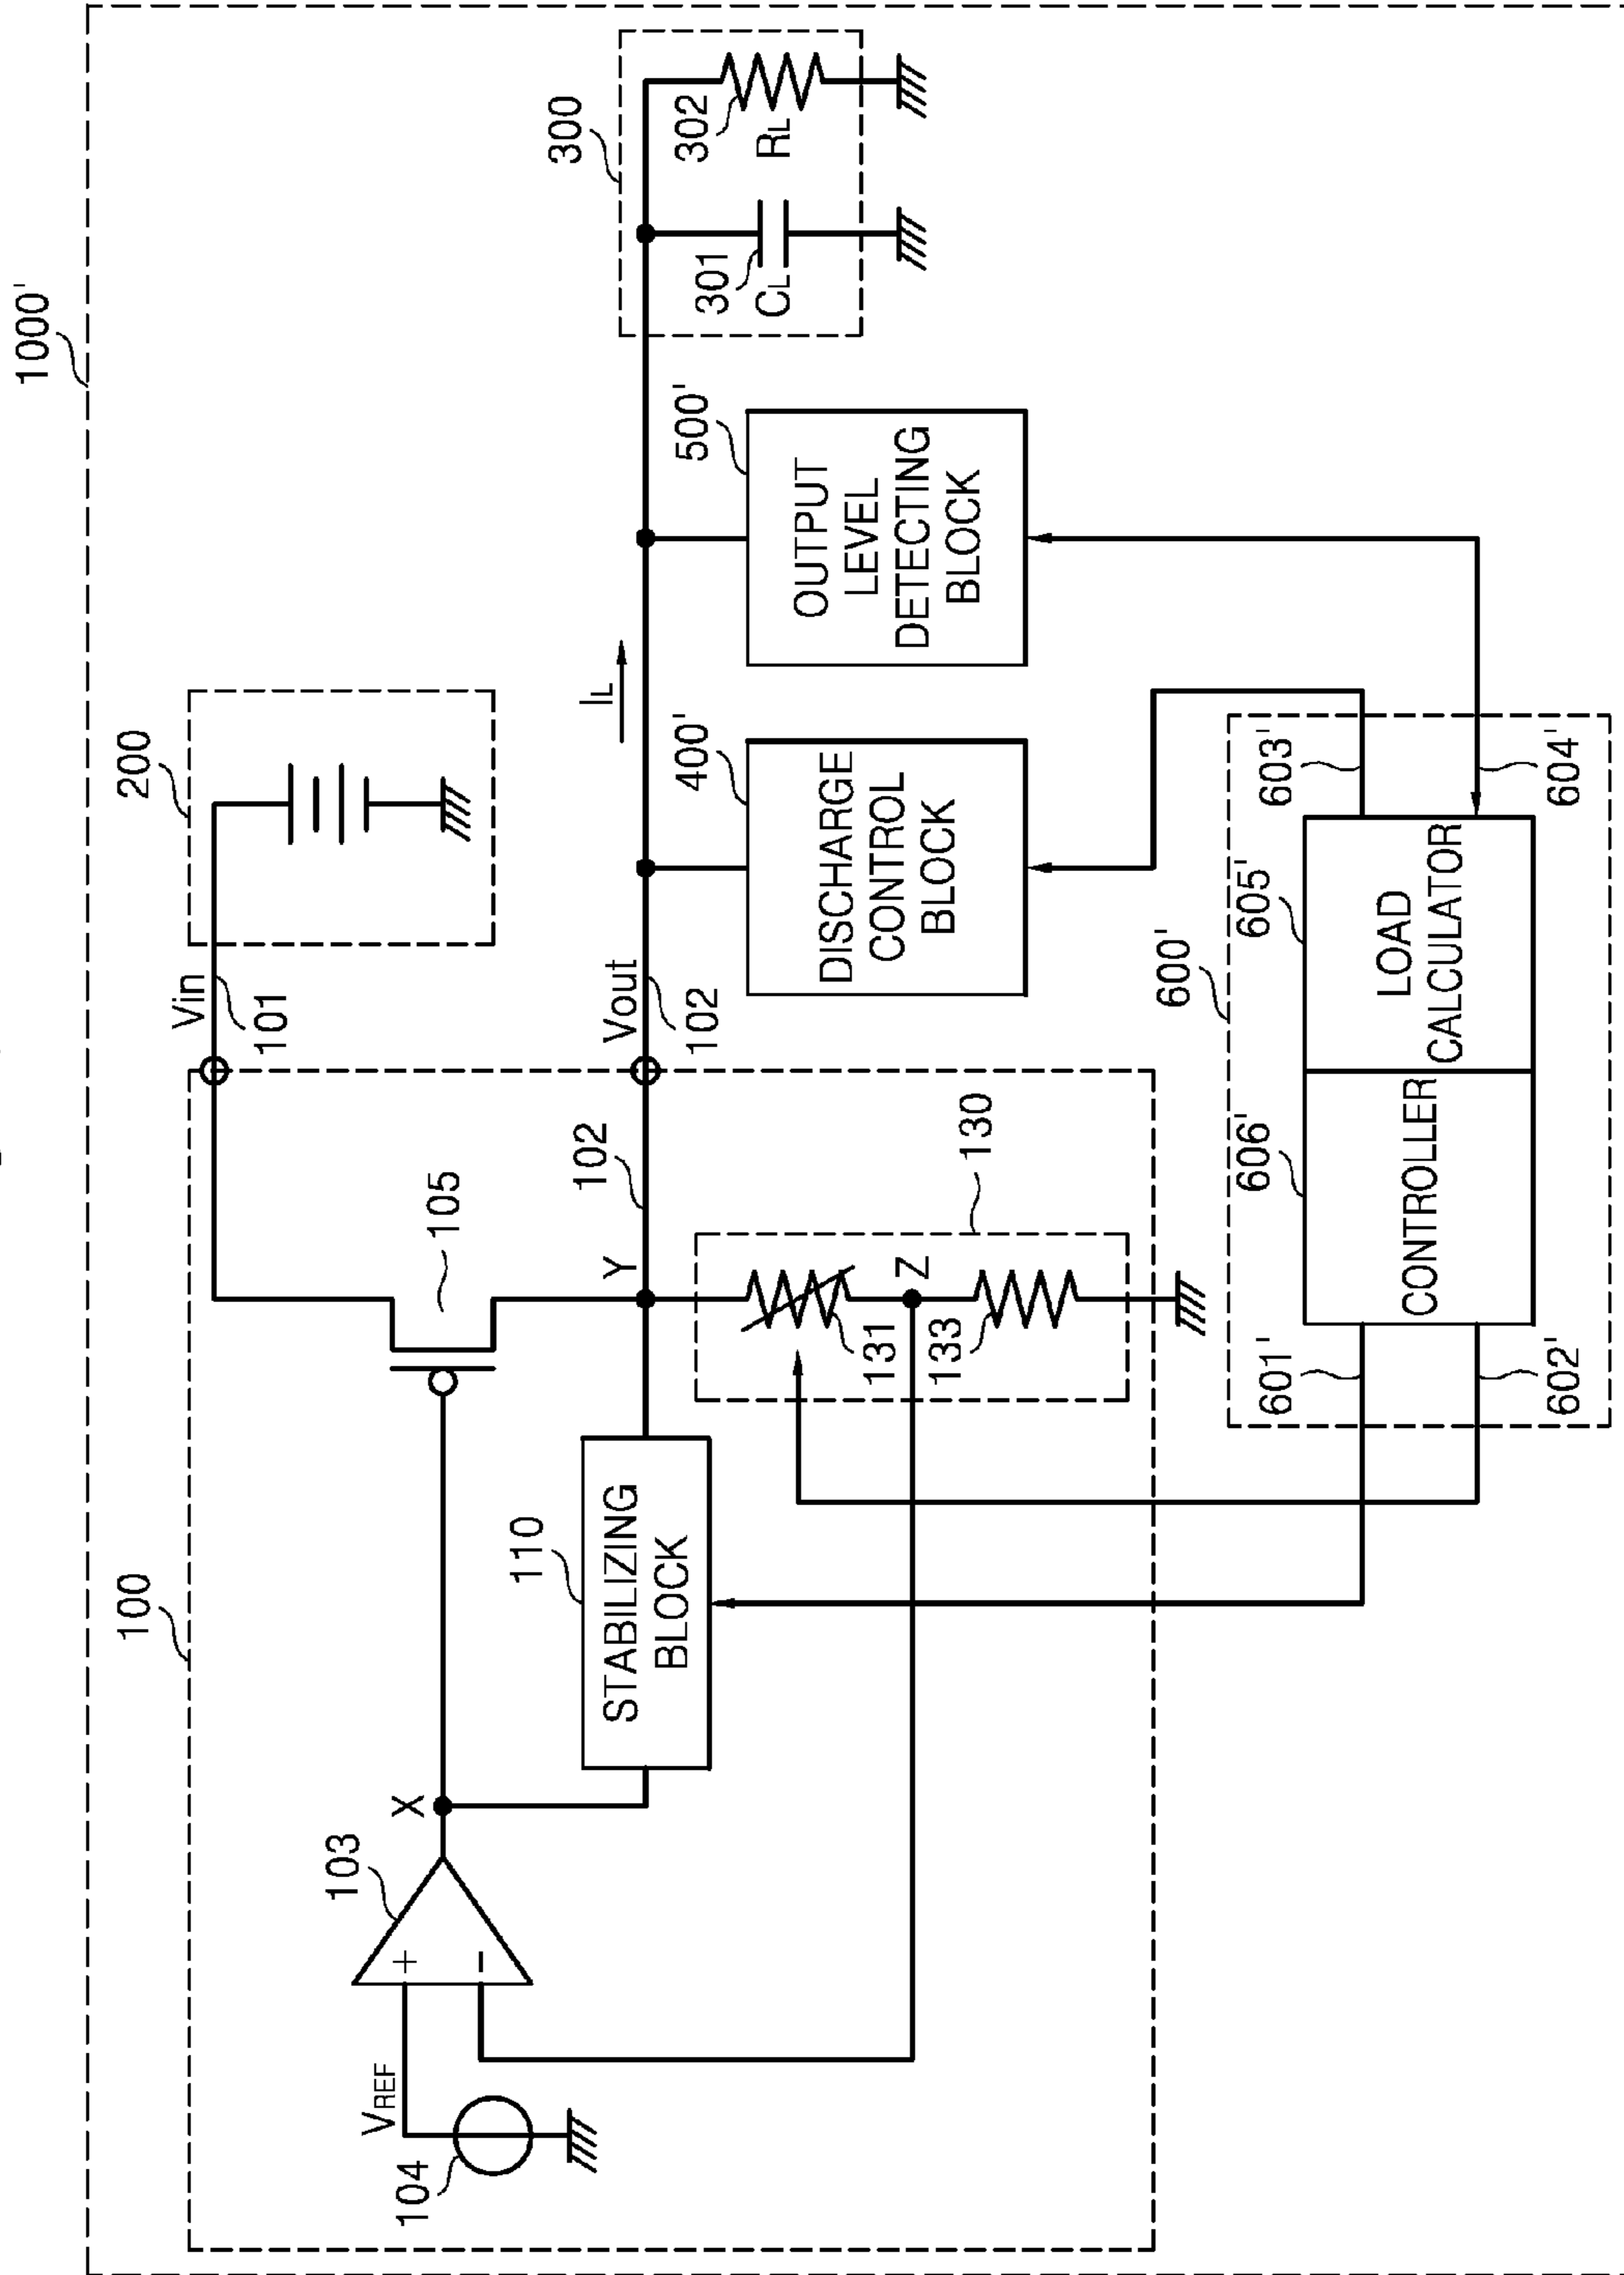 1000'
100
200
300
Vin
101
105
103
X
+
-
VREF
104
110
STABILIZING
BLOCK
Y
102
Vout
102
IL
130
131
Z
133
400'
DISCHARGE
CONTROL
BLOCK
500'
OUTPUT
LEVEL
DETECTING
BLOCK
301
CL
302
RL
600'
601'
602'
606'
CONTROLLER
605'
LOAD
CALCULATOR
603'
604'